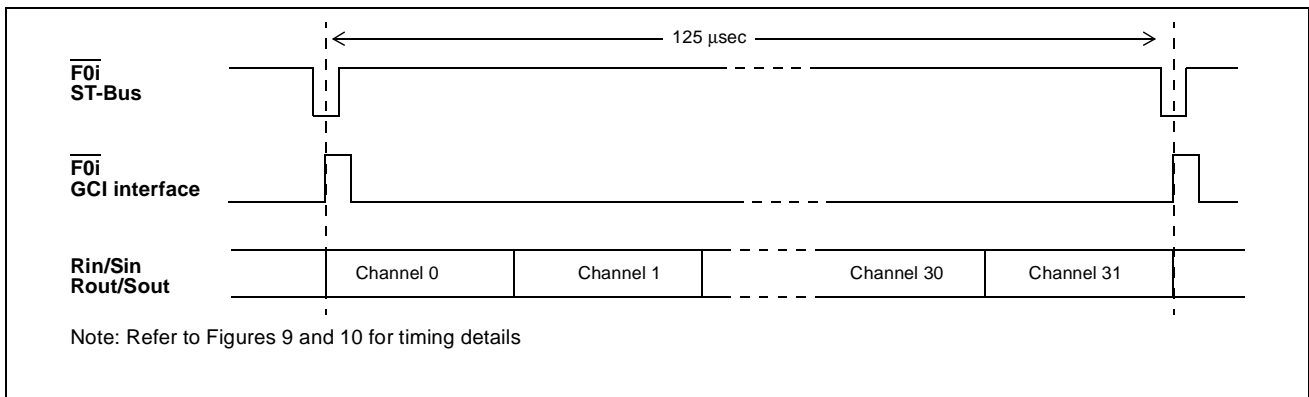 125 μsec
F0i
ST-Bus
F0i
GCI interface
Rin/Sin
Rout/Sout
Channel 0
Channel 1
Channel 30
Channel 31
Note: Refer to Figures 9 and 10 for timing details